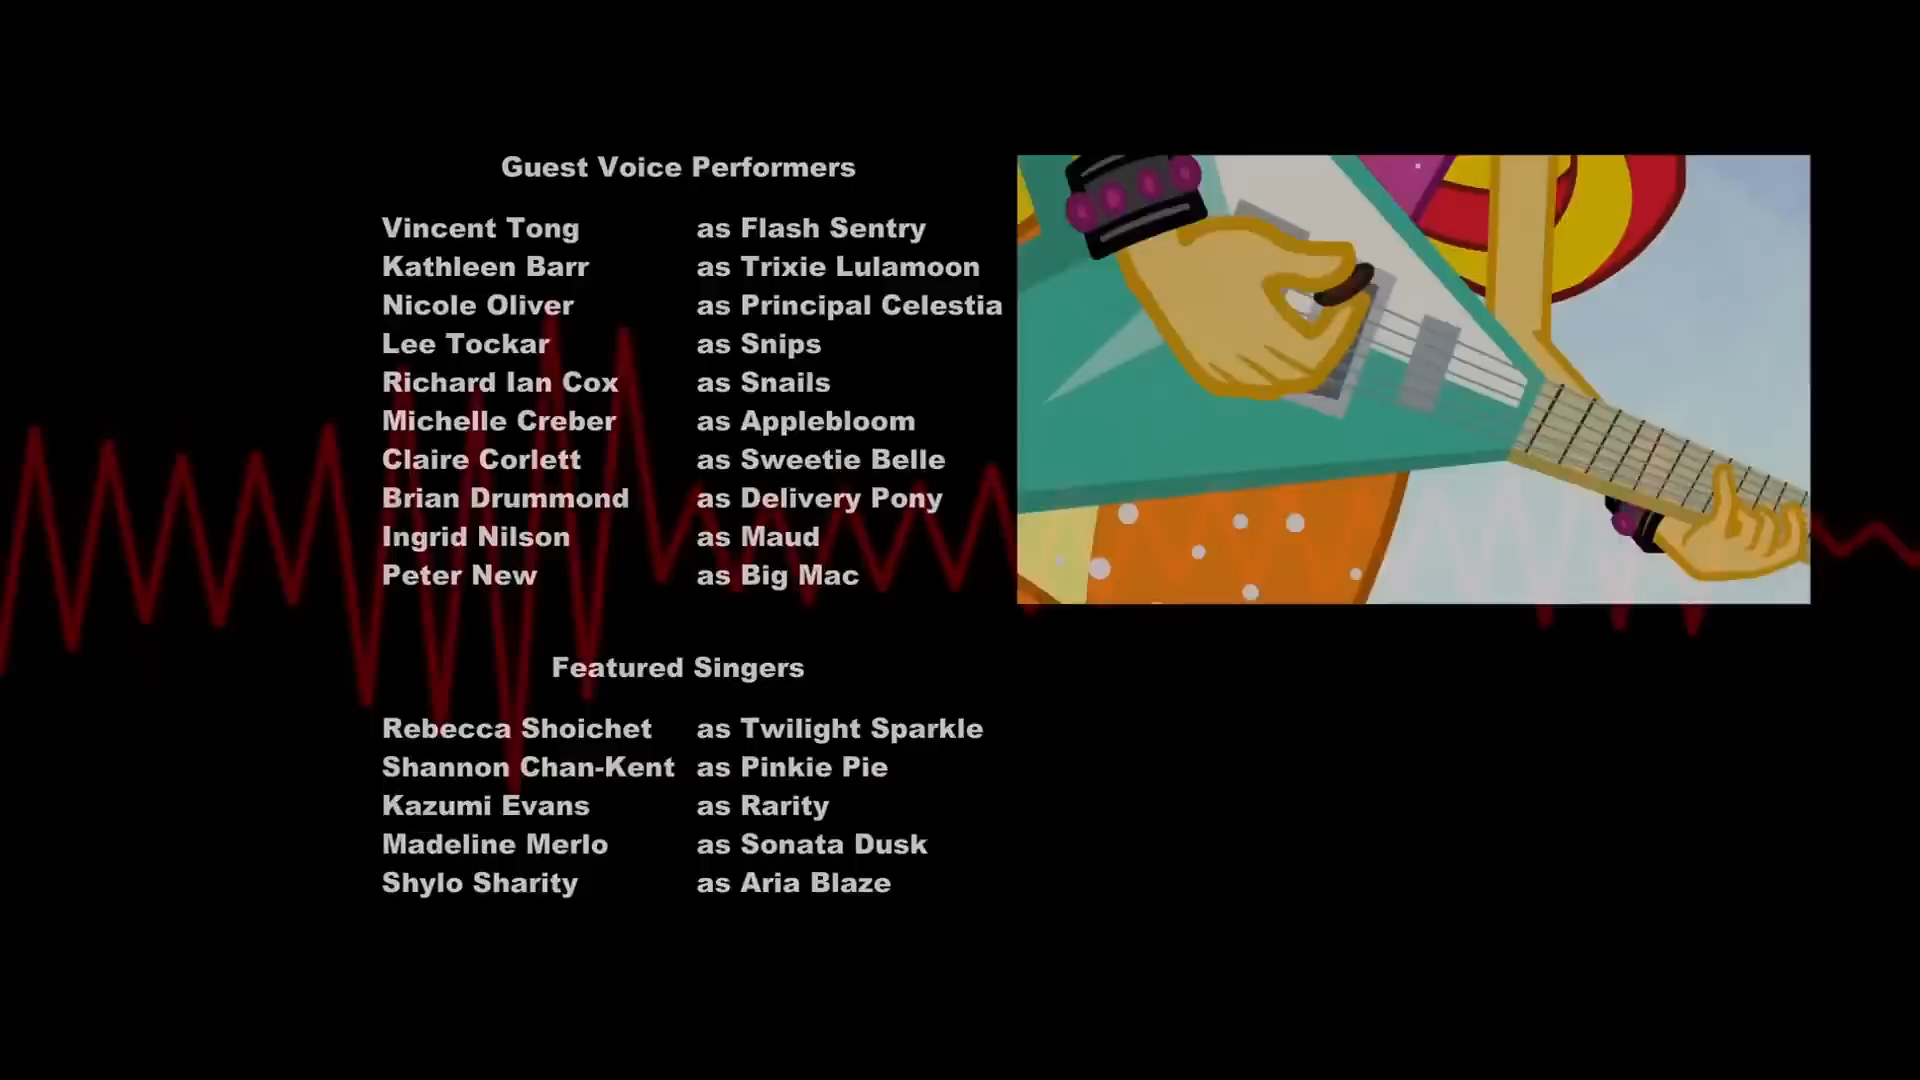 Guest Voice Performers
Vincent Tong as Flash Sentry
Kathleen Barr as Trixie Lulamoon
Nicole Oliver as Principal Celestia
Lee Tockar as Snips
Richard Ian Cox as Snails
Michelle Creber as Applebloom
Claire Corlett as Sweetie Belle
Brian Drummond as Delivery Pony
Ingrid Nilson as Maud
Peter New as Big Mac
Featured Singers
Rebecca Shoichet as Twilight Sparkle
Shannon Chan-Kent as Pinkie Pie
Kazumi Evans as Rarity
Madeline Merlo as Sonata Dusk
Shylo Sharity as Aria Blaze